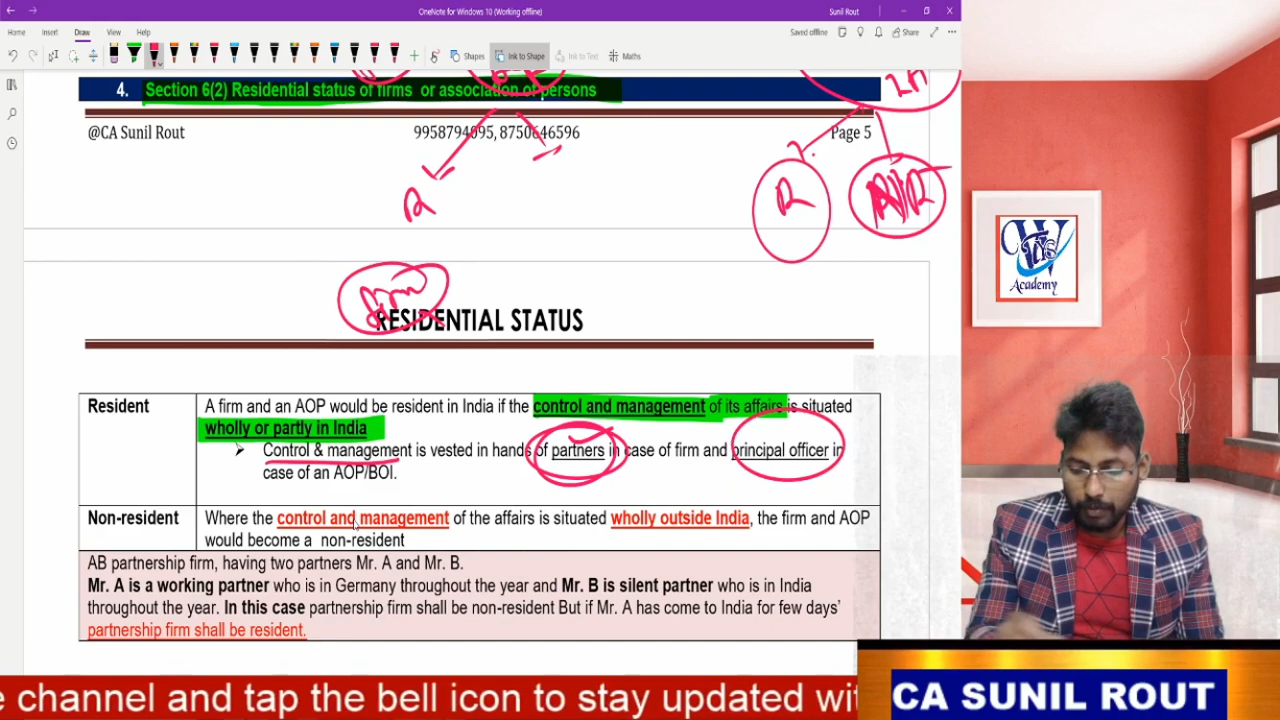 OneNote for Windows 10 (Working offline)
Sunil Rout
Home Insert Draw View Help
Saved offline
Share
Shapes
Ink to Shape
Ink to Text
Maths
2A
4. Section 6(2) Residential status of firms or association of persons
@CA Sunil Rout 9958794095, 8750646596 Page 5
R
R
W
TYS
Academy
firm
RESIDENTIAL STATUS
Resident
A firm and an AOP would be resident in India if the control and management of its affairs is situated
wholly or partly in India
➤ Control & management is vested in hands of partners in case of firm and principal officer in
case of an AOP/BOI.
Non-resident
Where the control and management of the affairs is situated wholly outside India, the firm and AOP
would become a non-resident
AB partnership firm, having two partners Mr. A and Mr. B.
Mr. A is a working partner who is in Germany throughout the year and Mr. B is silent partner who is in India
throughout the year. In this case partnership firm shall be non-resident But if Mr. A has come to India for few days'
partnership firm shall be resident.
e channel and tap the bell icon to stay updated wit
CA SUNIL ROUT